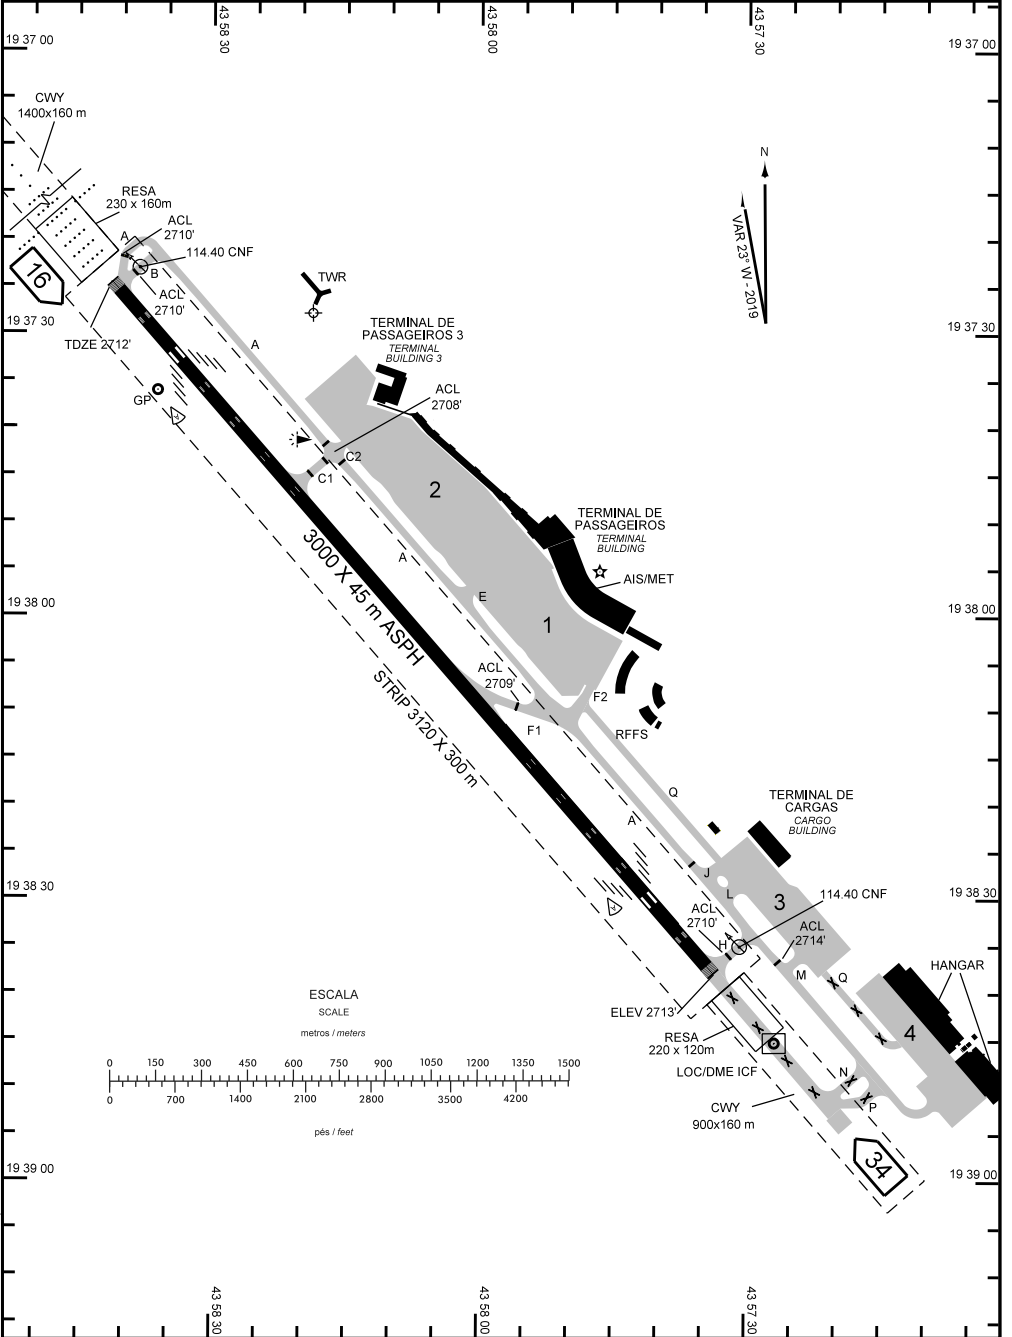 43 58 30
43 58 00
43 57 30
19 37 00
19 37 00
CWY
1400x160 m
N
VAR 23° W - 2019
RESA
230 x 160m
A
ACL
2710'
114.40 CNF
B
16
ACL
2710'
TWR
19 37 30
19 37 30
TDZE 2712'
A
TERMINAL DE
PASSAGEIROS 3
TERMINAL
BUILDING 3
GP
ACL
2708'
C2
C1
2
TERMINAL DE
PASSAGEIROS
TERMINAL
BUILDING
3000 X 45 m ASPH
A
AIS/MET
E
19 38 00
19 38 00
1
ACL
2709'
STRIP 3120 X 300 m
F2
F1
RFFS
Q
TERMINAL DE
CARGAS
CARGO
BUILDING
A
J
19 38 30
19 38 30
L
3
114.40 CNF
ACL
2710'
ACL
2714'
H
M
Q
HANGAR
ESCALA
SCALE
metros / meters
ELEV 2713'
4
RESA
220 x 120m
0 150 300 450 600 750 900 1050 1200 1350 1500
LOC/DME ICF
N
0 700 1400 2100 2800 3500 4200
P
CWY
900x160 m
pés / feet
34
19 39 00
19 39 00
43 58 30
43 58 00
43 57 30